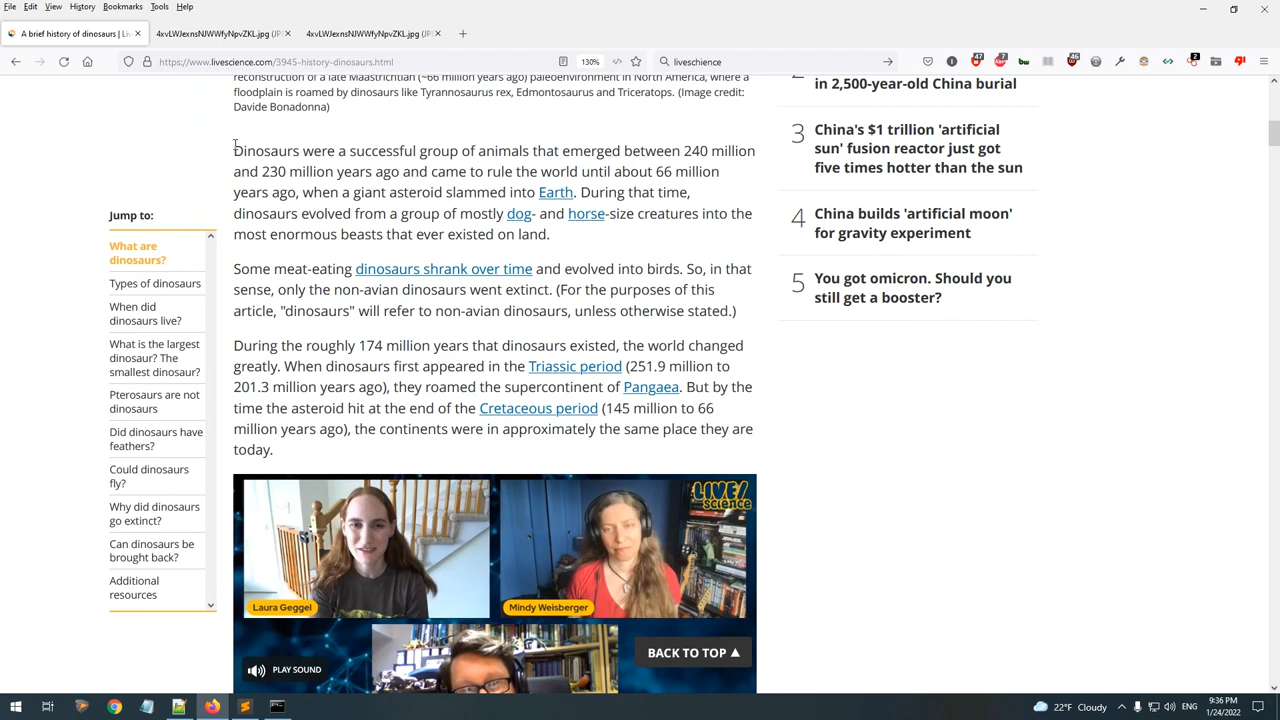 File Edit View History Bookmarks Tools Help
A brief history of dinosaurs | Liv
4xvLWJexnsNJWWfyNpvZKL.jpg (JP
4xvLWJexnsNJWWfyNpvZKL.jpg (JP
https://www.livescience.com/3945-history-dinosaurs.html
130%
livescience
47
7
46
2
reconstruction of a late Maastrichtian (~66 million years ago) paleoenvironment in North America, where a
floodplain is roamed by dinosaurs like Tyrannosaurus rex, Edmontosaurus and Triceratops. (Image credit:
Davide Bonadonna)
Dinosaurs were a successful group of animals that emerged between 240 million
and 230 million years ago and came to rule the world until about 66 million
years ago, when a giant asteroid slammed into Earth. During that time,
dinosaurs evolved from a group of mostly dog- and horse-size creatures into the
most enormous beasts that ever existed on land.
Some meat-eating dinosaurs shrank over time and evolved into birds. So, in that
sense, only the non-avian dinosaurs went extinct. (For the purposes of this
article, "dinosaurs" will refer to non-avian dinosaurs, unless otherwise stated.)
During the roughly 174 million years that dinosaurs existed, the world changed
greatly. When dinosaurs first appeared in the Triassic period (251.9 million to
201.3 million years ago), they roamed the supercontinent of
Pangaea. But by the
time the asteroid hit at the end of the Cretaceous period (145 million to 66
million years ago), the continents were in approximately the same place they are
today.
Jump to:
What are
dinosaurs?
Types of dinosaurs
When did
dinosaurs live?
What is the largest
dinosaur? The
smallest dinosaur?
Pterosaurs are not
dinosaurs
Did dinosaurs have
feathers?
Could dinosaurs
fly?
Why did dinosaurs
go extinct?
Can dinosaurs be
brought back?
Additional
resources
in 2,500-year-old China burial
3
China's $1 trillion 'artificial
sun' fusion reactor just got
five times hotter than the sun
4
China builds 'artificial moon'
for gravity experiment
5
You got omicron. Should you
still get a booster?
LIVE/
SCIENCE
Laura Geggel
Mindy Weisberger
PLAY SOUND
BACK TO TOP
22°F Cloudy
ENG
9:36 PM
1/24/2022